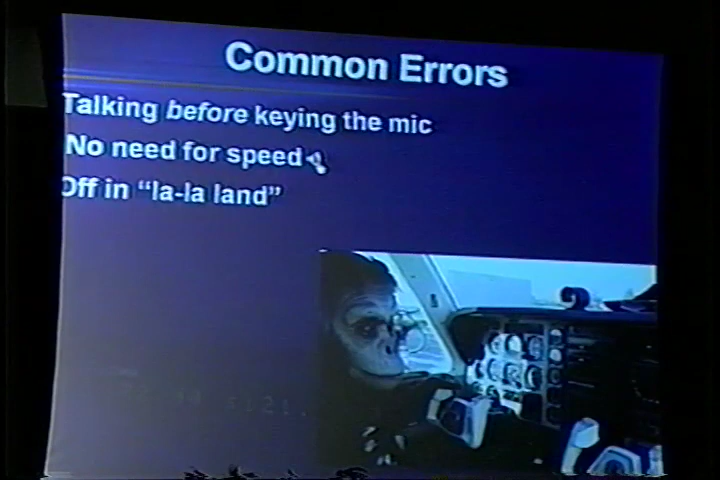 Common Errors
Talking before keying the mic
No need for speed
Off in “la-la land”